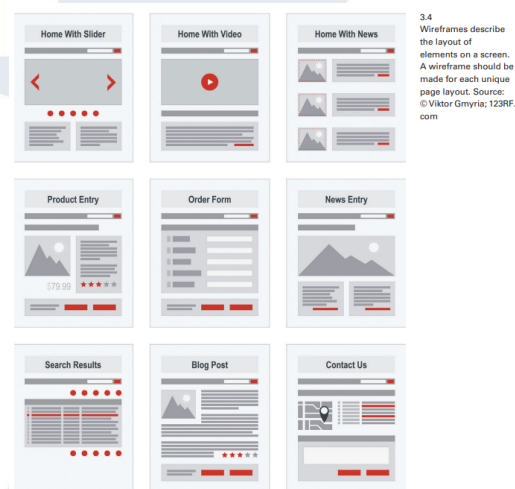 Home With Slider
Home With Video
Home With News
3.4
Wireframes describe
the layout of
elements on a screen.
A wireframe should be
made for each unique
page layout. Source:
© Viktor Gmyria; 123RF.
com
Product Entry
$79.99
Order Form
News Entry
Search Results
Blog Post
Contact Us